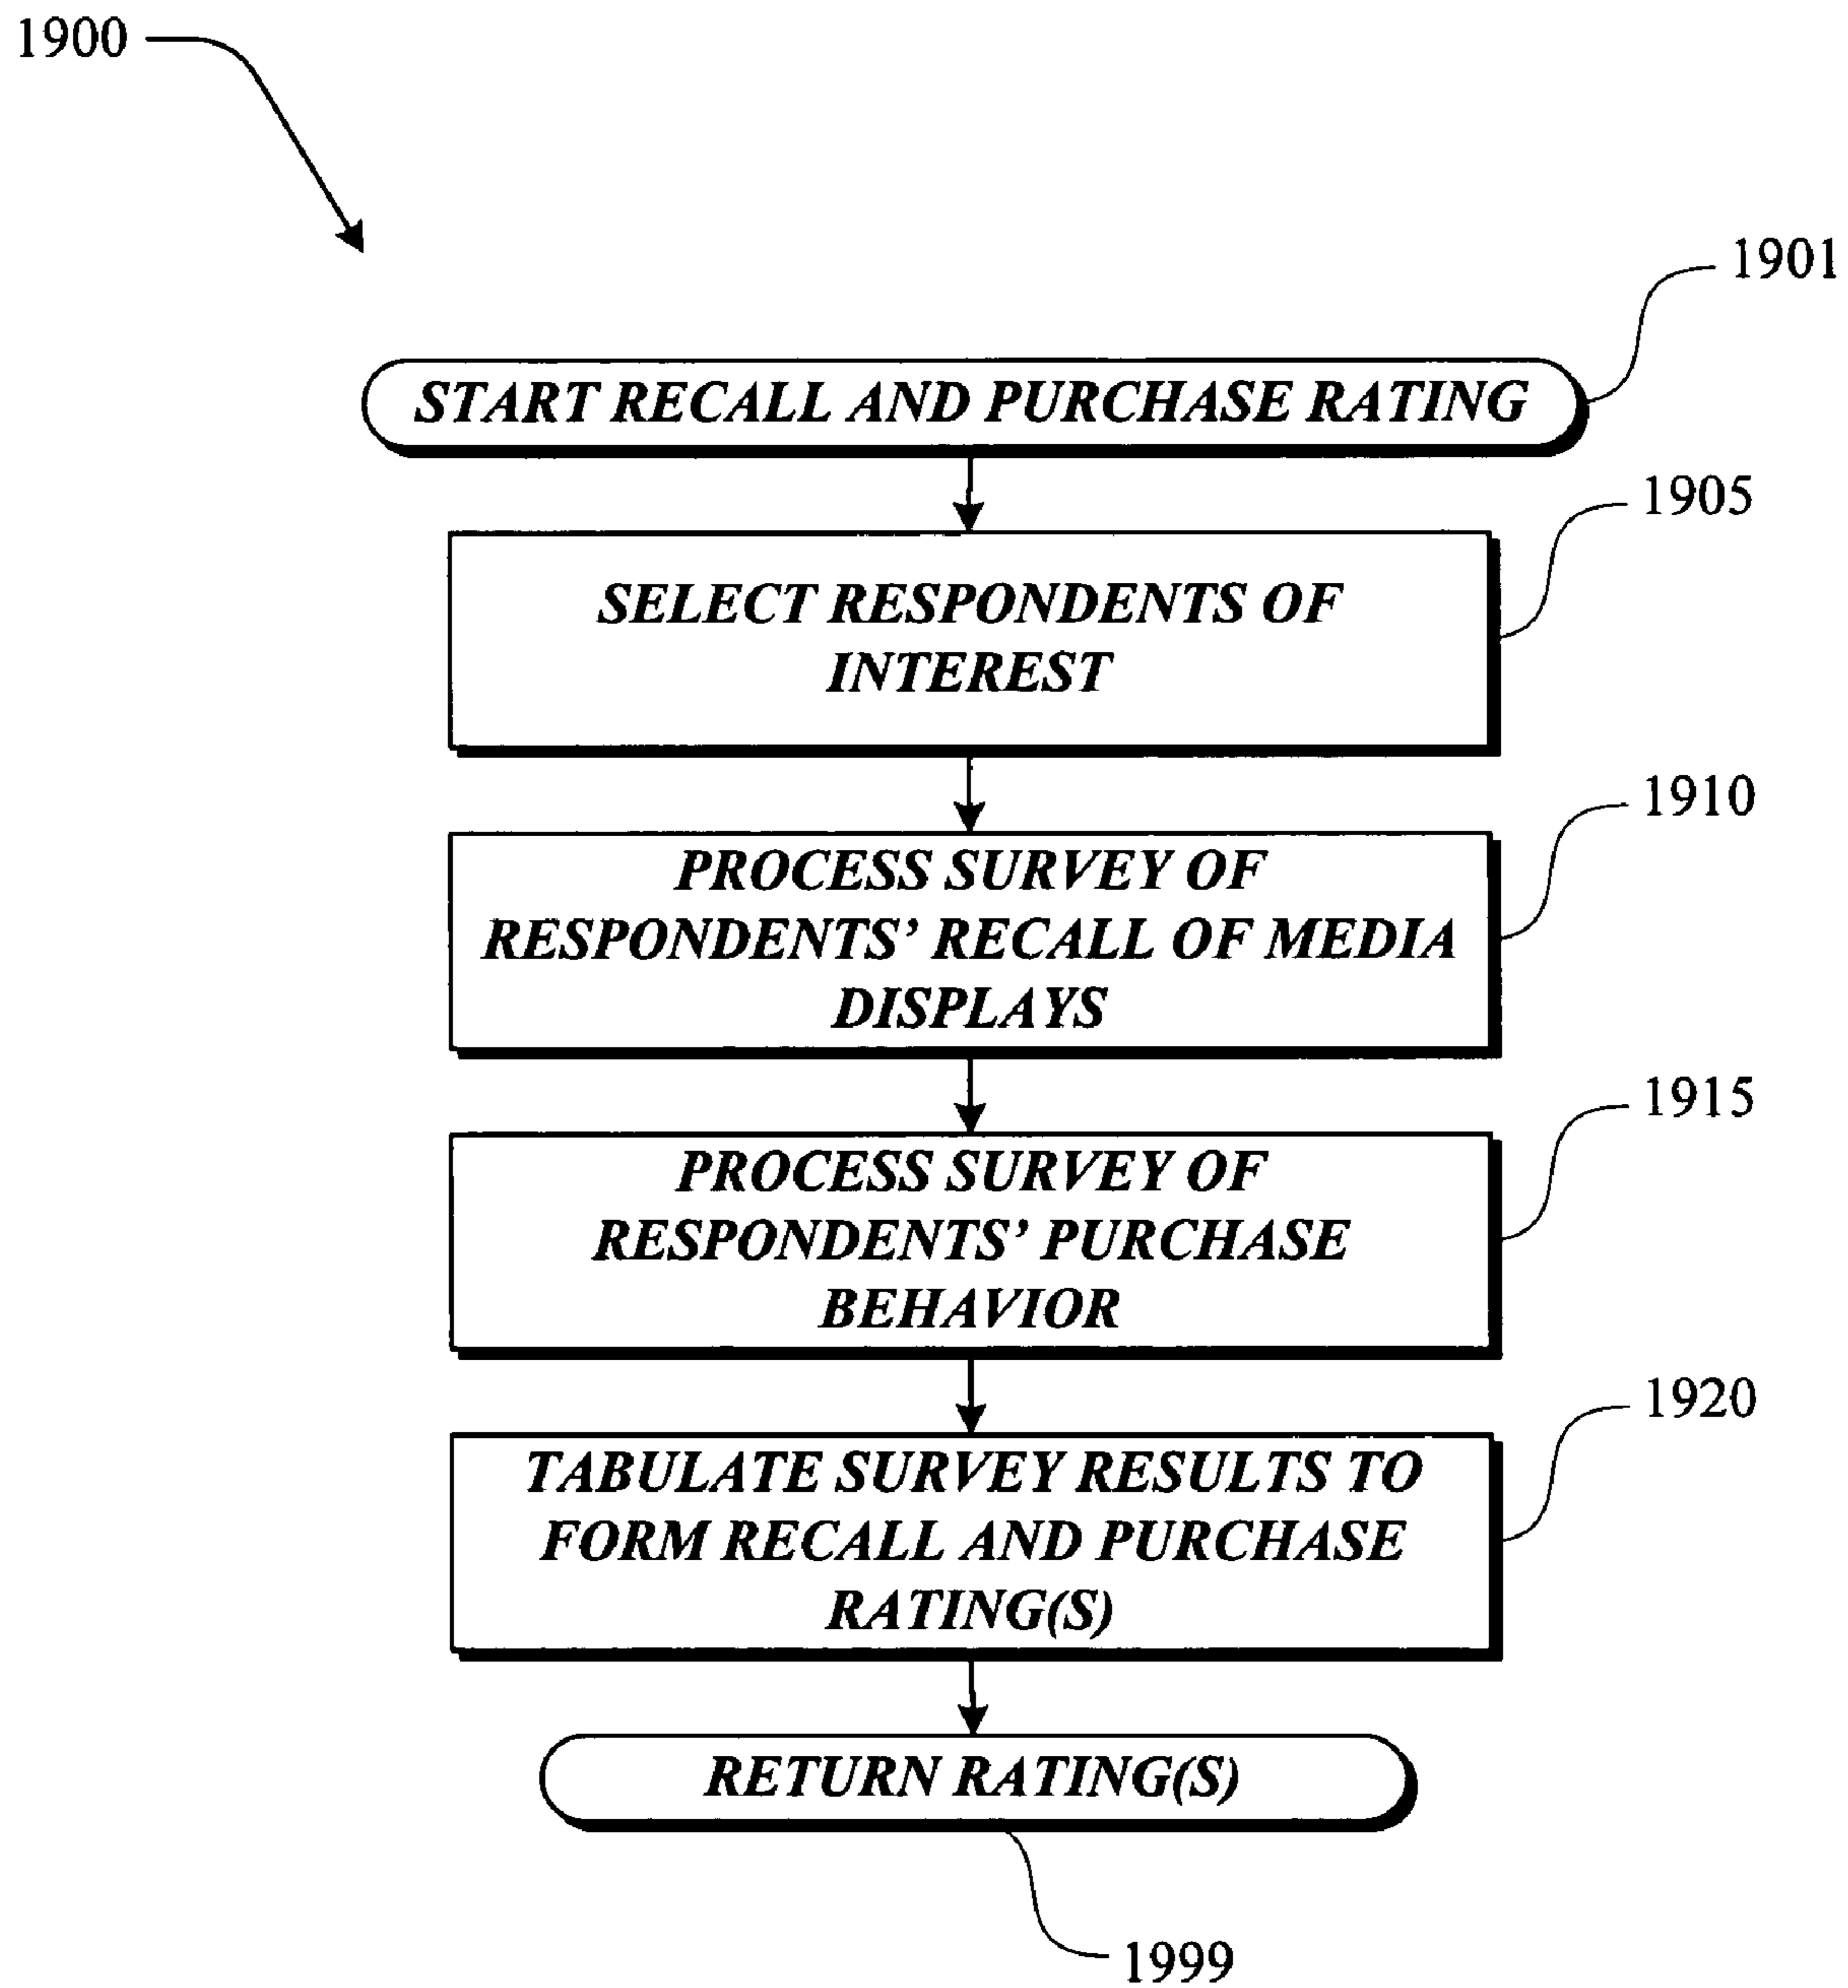 1900
1901
START RECALL AND PURCHASE RATING
1905
SELECT RESPONDENTS OF
INTEREST
1910
PROCESS SURVEY OF
RESPONDENTS’ RECALL OF MEDIA
DISPLAYS
1915
PROCESS SURVEY OF
RESPONDENTS’ PURCHASE
BEHAVIOR
1920
TABULATE SURVEY RESULTS TO
FORM RECALL AND PURCHASE
RATING(S)
RETURN RATING(S)
1999